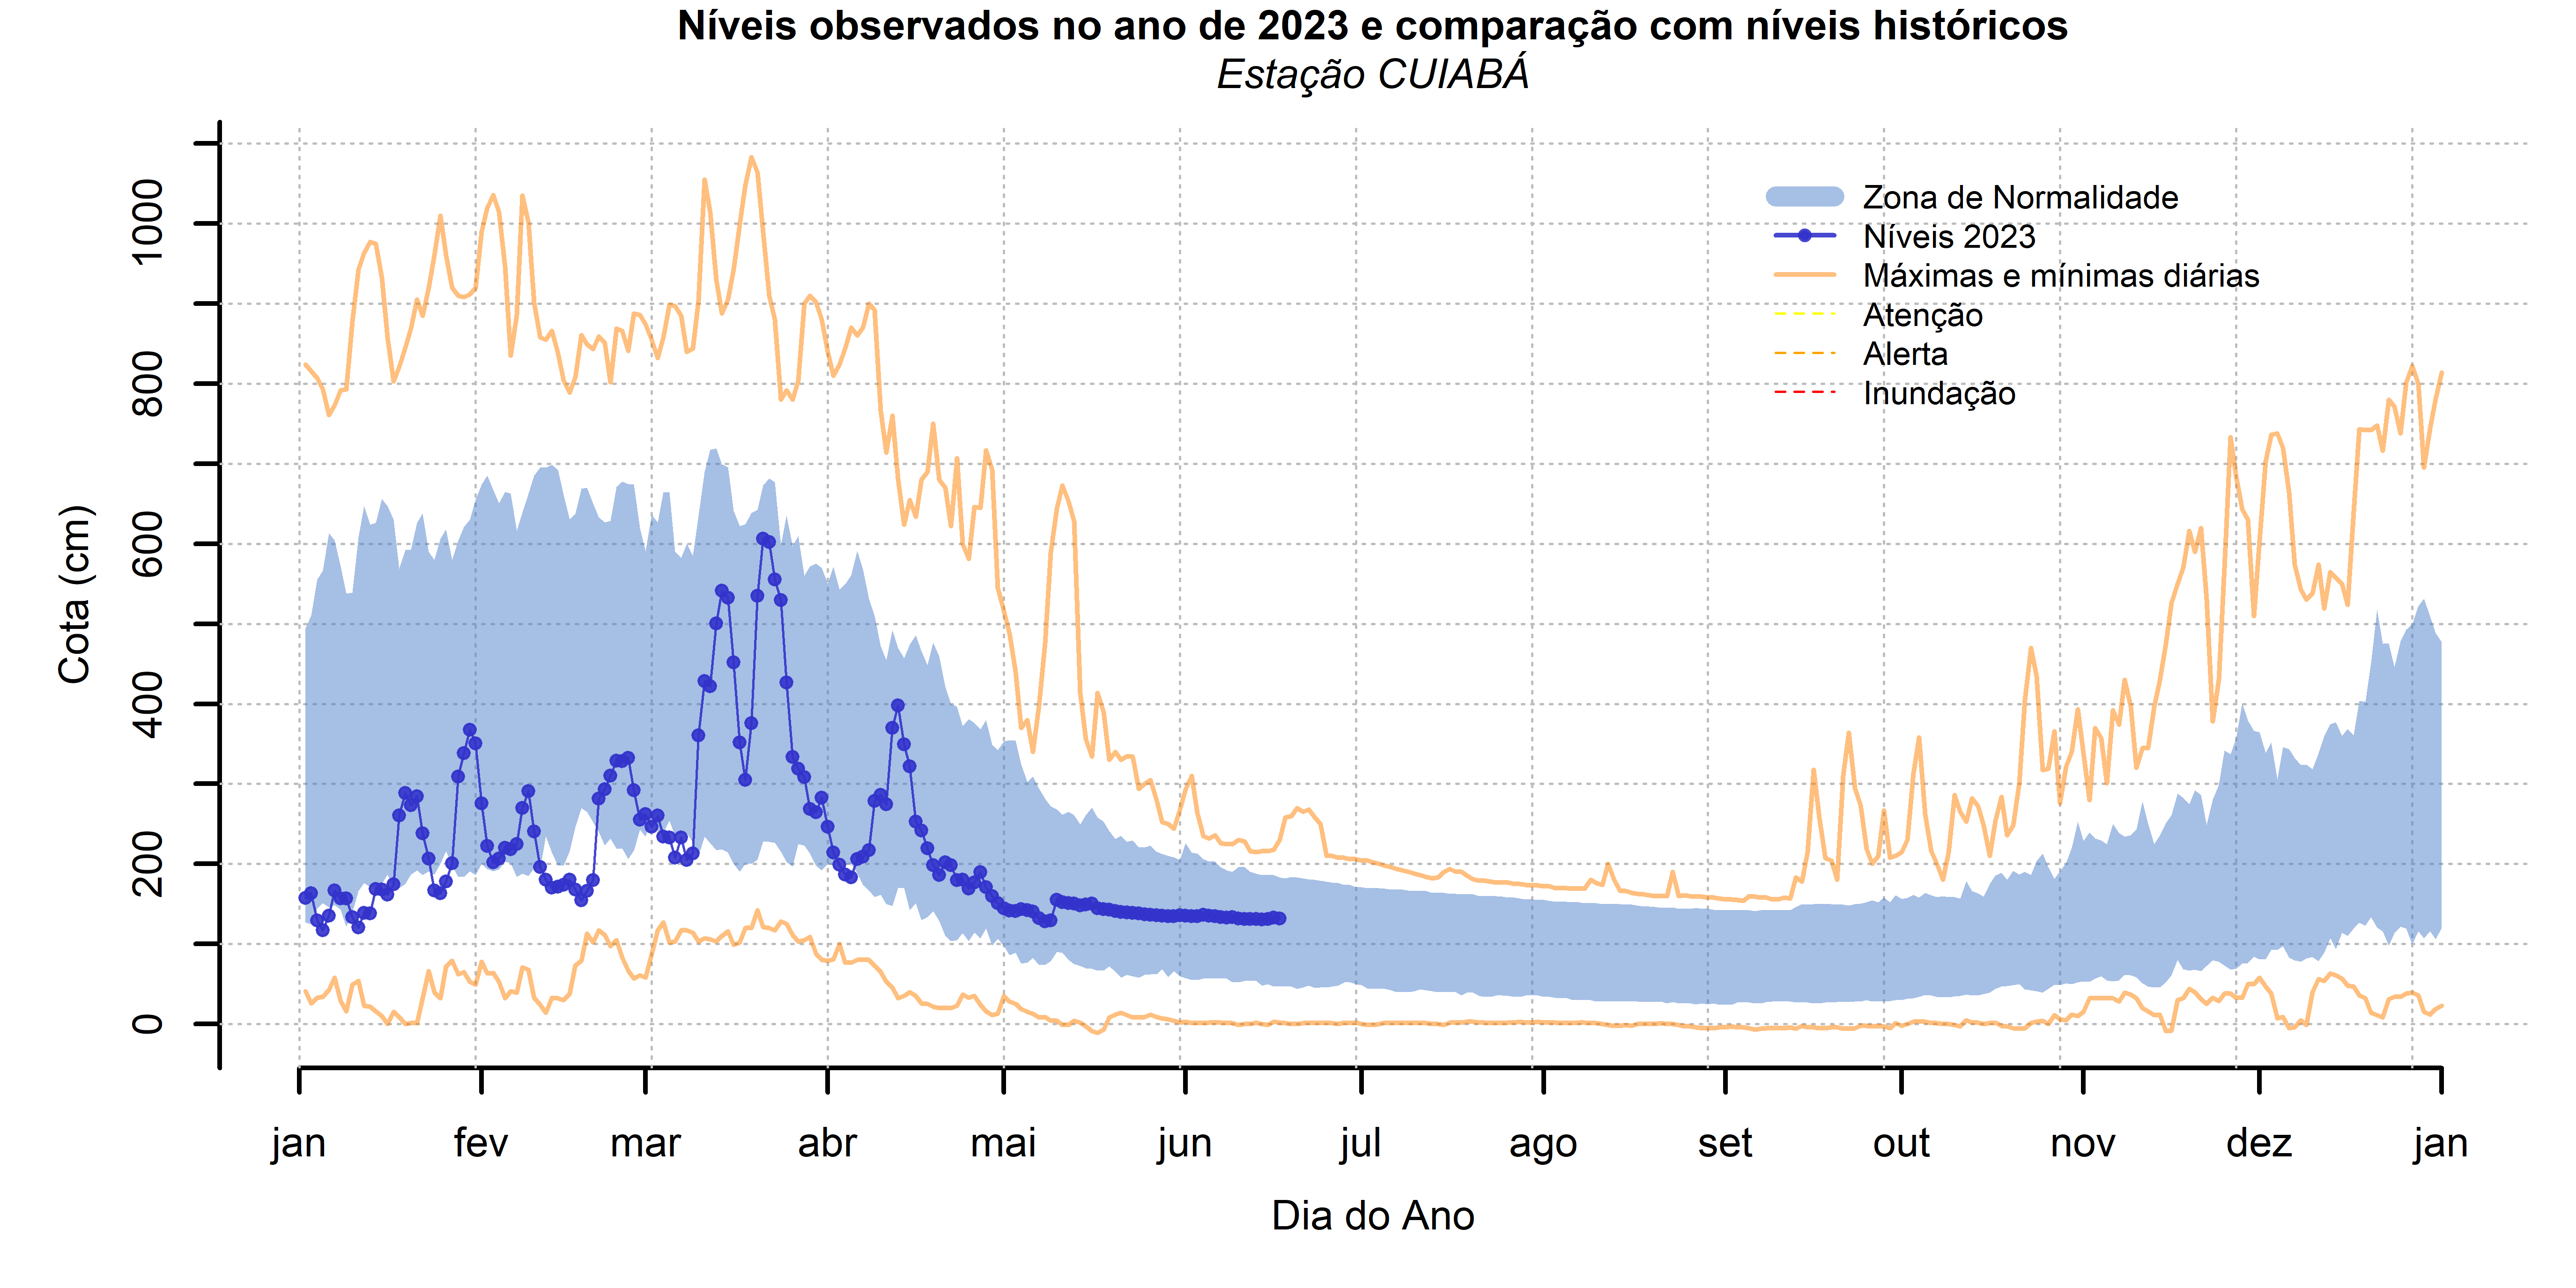 Níveis observados no ano de 2023 e comparação com níveis históricos
Estação CUIABÁ
Cota (cm)
1000
800
600
400
200
0
Zona de Normalidade
Níveis 2023
Máximas e mínimas diárias
Atenção
Alerta
Inundação
jan fev mar abr mai jun jul ago set out nov dez jan
Dia do Ano